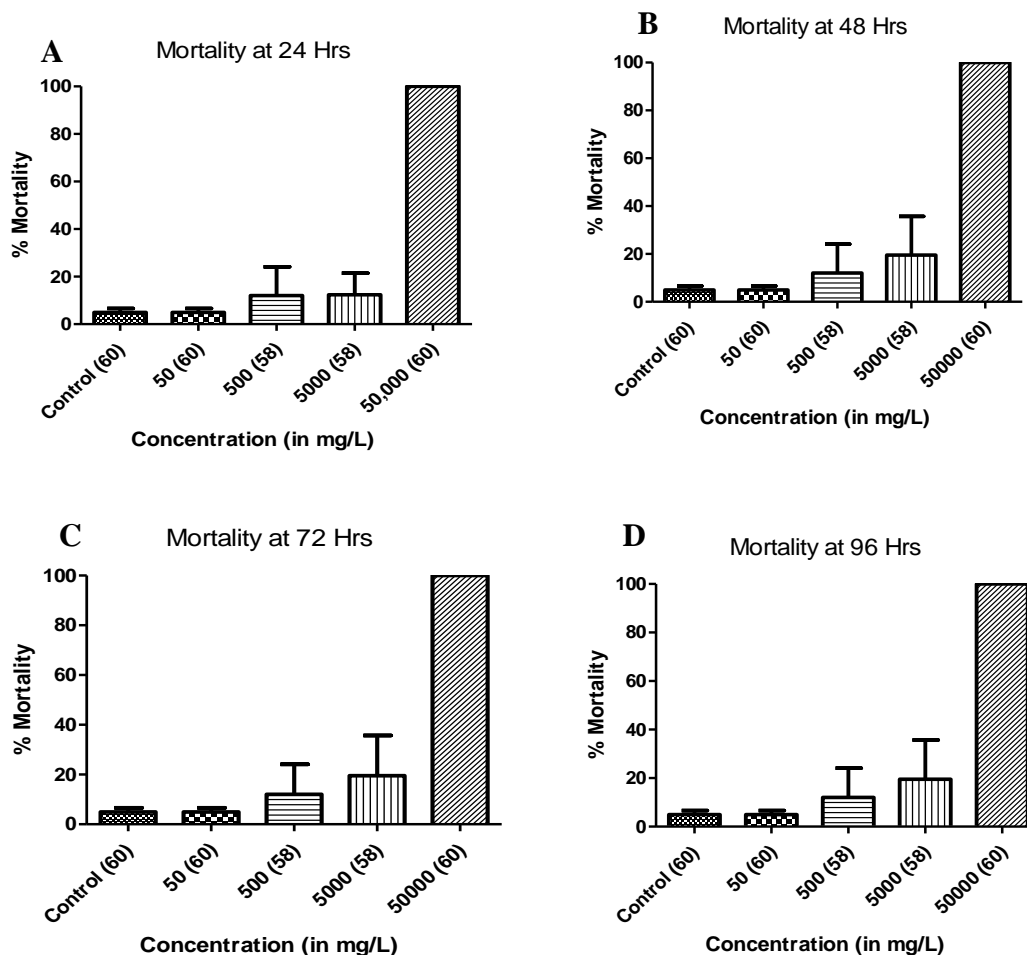 A
Mortality at 24 Hrs
% Mortality
100
80
60
40
20
0
Control (60)
50 (60)
500 (58)
5000 (58)
50,000 (60)
Concentration (in mg/L)
B
Mortality at 48 Hrs
% Mortality
100
80
60
40
20
0
Control (60)
50 (60)
500 (58)
5000 (58)
50000 (60)
Concentration (in mg/L)
C
Mortality at 72 Hrs
% Mortality
100
80
60
40
20
0
Control (60)
50 (60)
500 (58)
5000 (58)
50000 (60)
Concentration (in mg/L)
D
Mortality at 96 Hrs
% Mortality
100
80
60
40
20
0
Control (60)
50 (60)
500 (58)
5000 (58)
50000 (60)
Concentration (in mg/L)